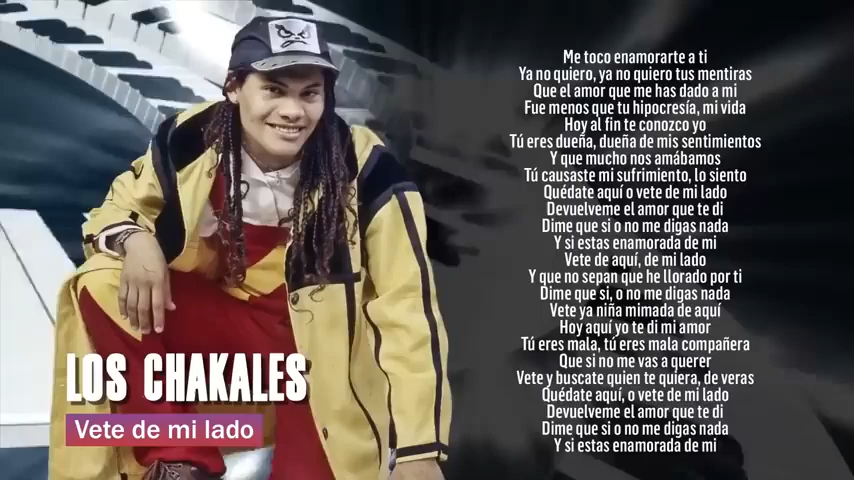 Me toco enamorarte a ti
Ya no quiero, ya no quiero tus mentiras
Que el amor que me has dado a mi
Fue menos que tu hipocresía, mi vida
Hoy al fin te conozco yo
Tú eres dueña, dueña de mis sentimientos
Y que mucho nos amábamos
Tú causaste mi sufrimiento, lo siento
Quédate aquí o vete de mi lado
Devuelveme el amor que te di
Dime que si o no me digas nada
Y si estas enamorada de mi
Vete de aquí, de mi lado
Y que no sepan que he llorado por ti
Dime que si, o no me digas nada
Vete ya niña mimada de aquí
Hoy aquí yo te di mi amor
Tú eres mala, tú eres mala compañera
Que si no me vas a querer
Vete y buscate quien te quiera, de veras
Quédate aquí, o vete de mi lado
Devuelveme el amor que te di
Dime que si o no me digas nada
Y si estas enamorada de mi
LOS CHAKALES
Vete de mi lado